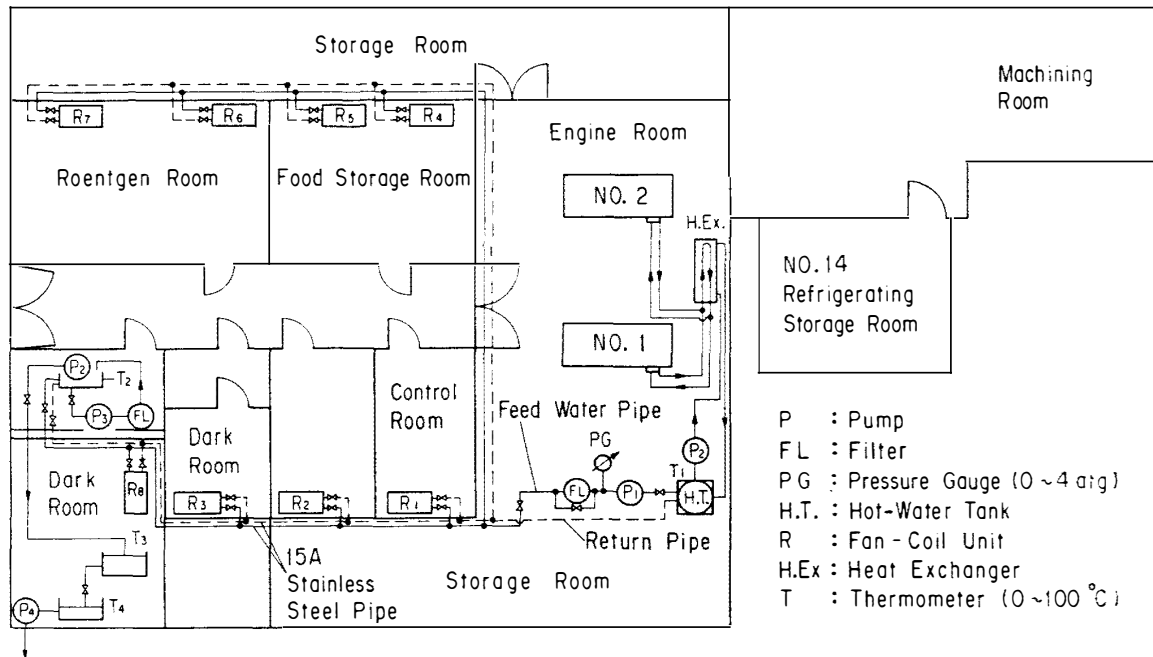 Storage Room
Machining
Room
R7
R6
R5
R4
Engine Room
Roentgen Room
Food Storage Room
NO. 2
H.Ex.
NO.14
Refrigerating
Storage Room
NO. 1
P2
T2
P3
FL
Control
Room
Feed Water Pipe
Dark
Room
PG
P2
T1
Dark
Room
R8
R3
R2
R1
FL
P1
H.T.
T3
15A
Stainless
Steel Pipe
Return Pipe
Storage Room
P4
T4
P : Pump
FL : Filter
PG : Pressure Gauge (0~4 atg)
H.T. : Hot-Water Tank
R : Fan-Coil Unit
H.Ex : Heat Exchanger
T : Thermometer (0~100 °C)